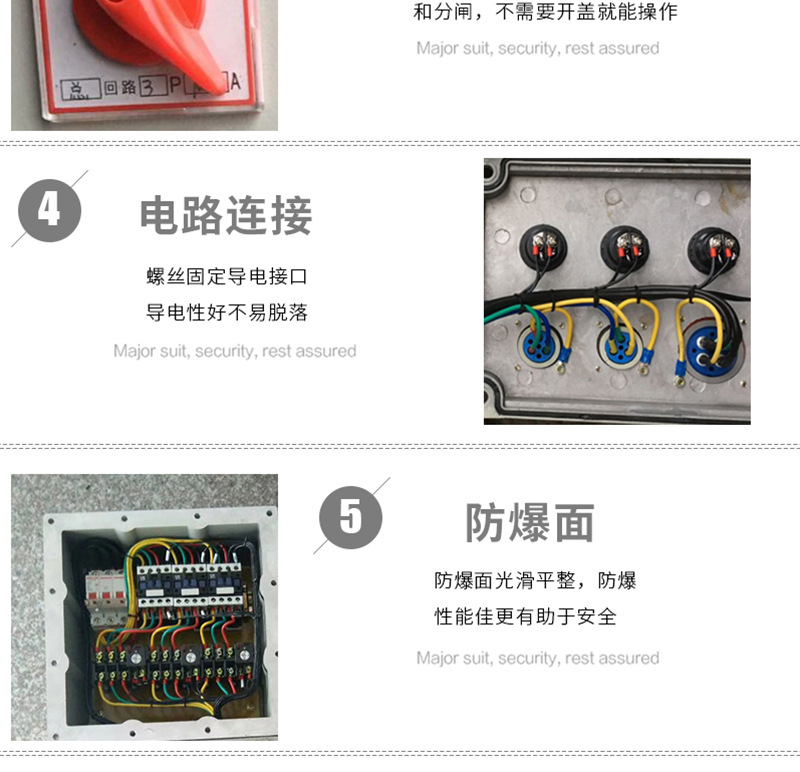 和分闸，不需要开盖就能操作
Major suit, security, rest assured
总 回路 3 P A
4
电路连接
螺丝固定导电接口
导电性好不易脱落
Major suit, security, rest assured
5
防爆面
防爆面光滑平整，防爆
性能佳更有助于安全
Major suit, security, rest assured